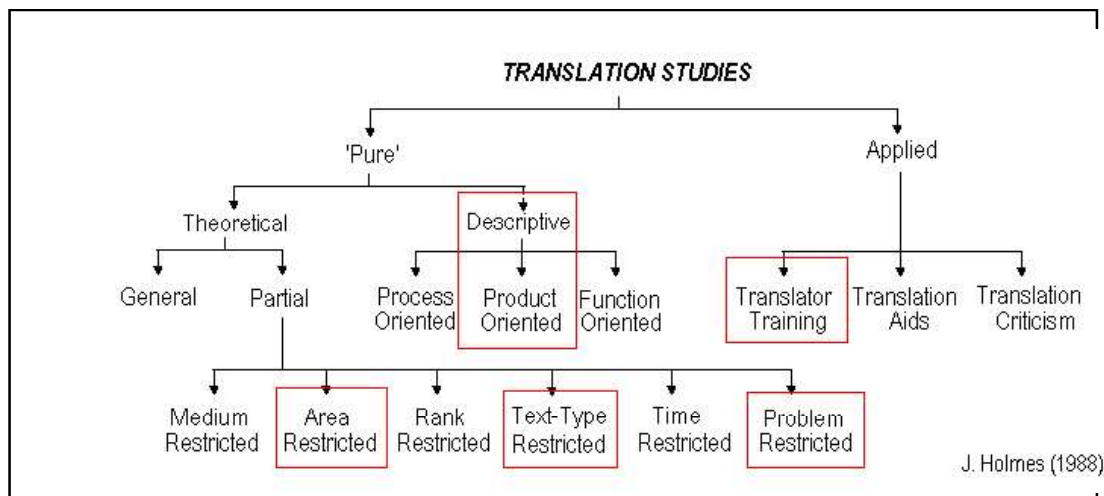 TRANSLATION STUDIES
'Pure'
Applied
Theoretical
Descriptive
General
Partial
Process
Oriented
Product
Oriented
Function
Oriented
Translator
Training
Translation
Aids
Translation
Criticism
Medium
Restricted
Area
Restricted
Rank
Restricted
Text-Type
Restricted
Time
Restricted
Problem
Restricted
J. Holmes (1988)